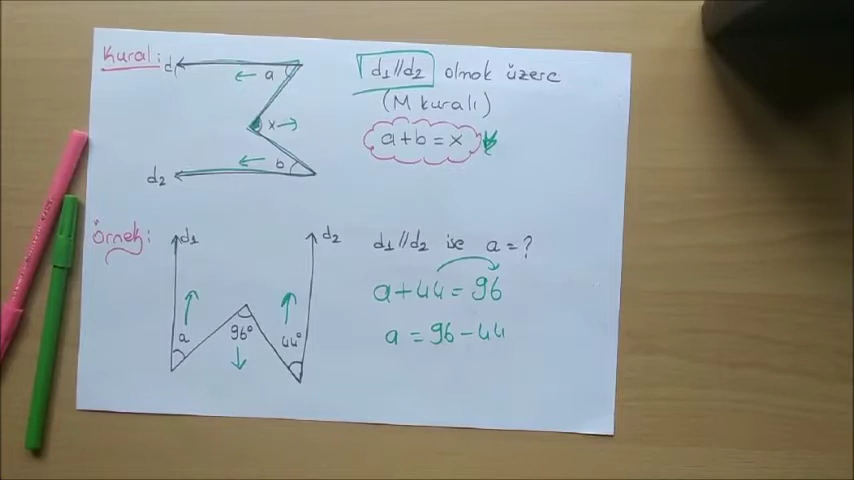 Kural:
d1
a
x
b
d2
d1//d2 olmak üzere
(M kuralı)
a+b=x
Örnek:
d1
d2
a
96°
44°
d1//d2 ise a=?
a+44=96
a=96-44